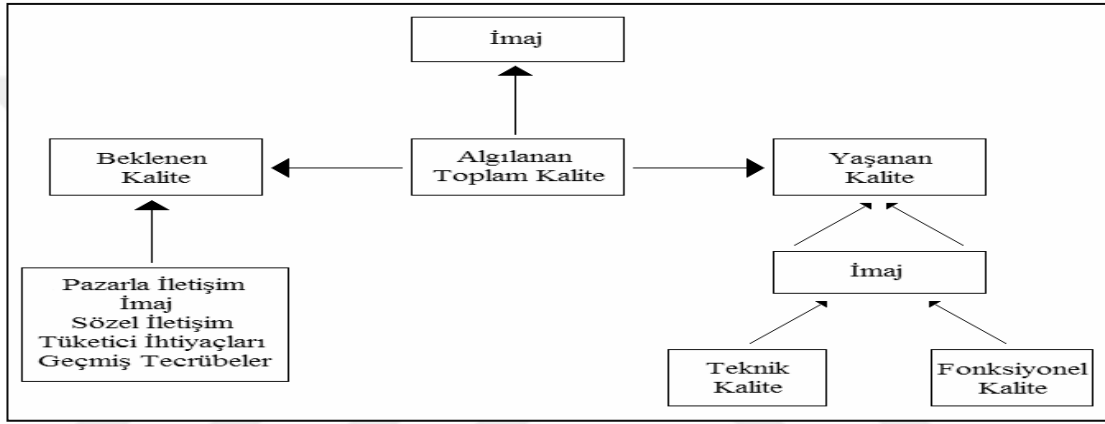 İmaj
Beklenen
Kalite
Algılanan
Toplam Kalite
Yaşanan
Kalite
Pazarla İletişim
İmaj
Sözel İletişim
Tüketici İhtiyaçları
Geçmiş Tecrübeler
İmaj
Teknik
Kalite
Fonksiyonel
Kalite